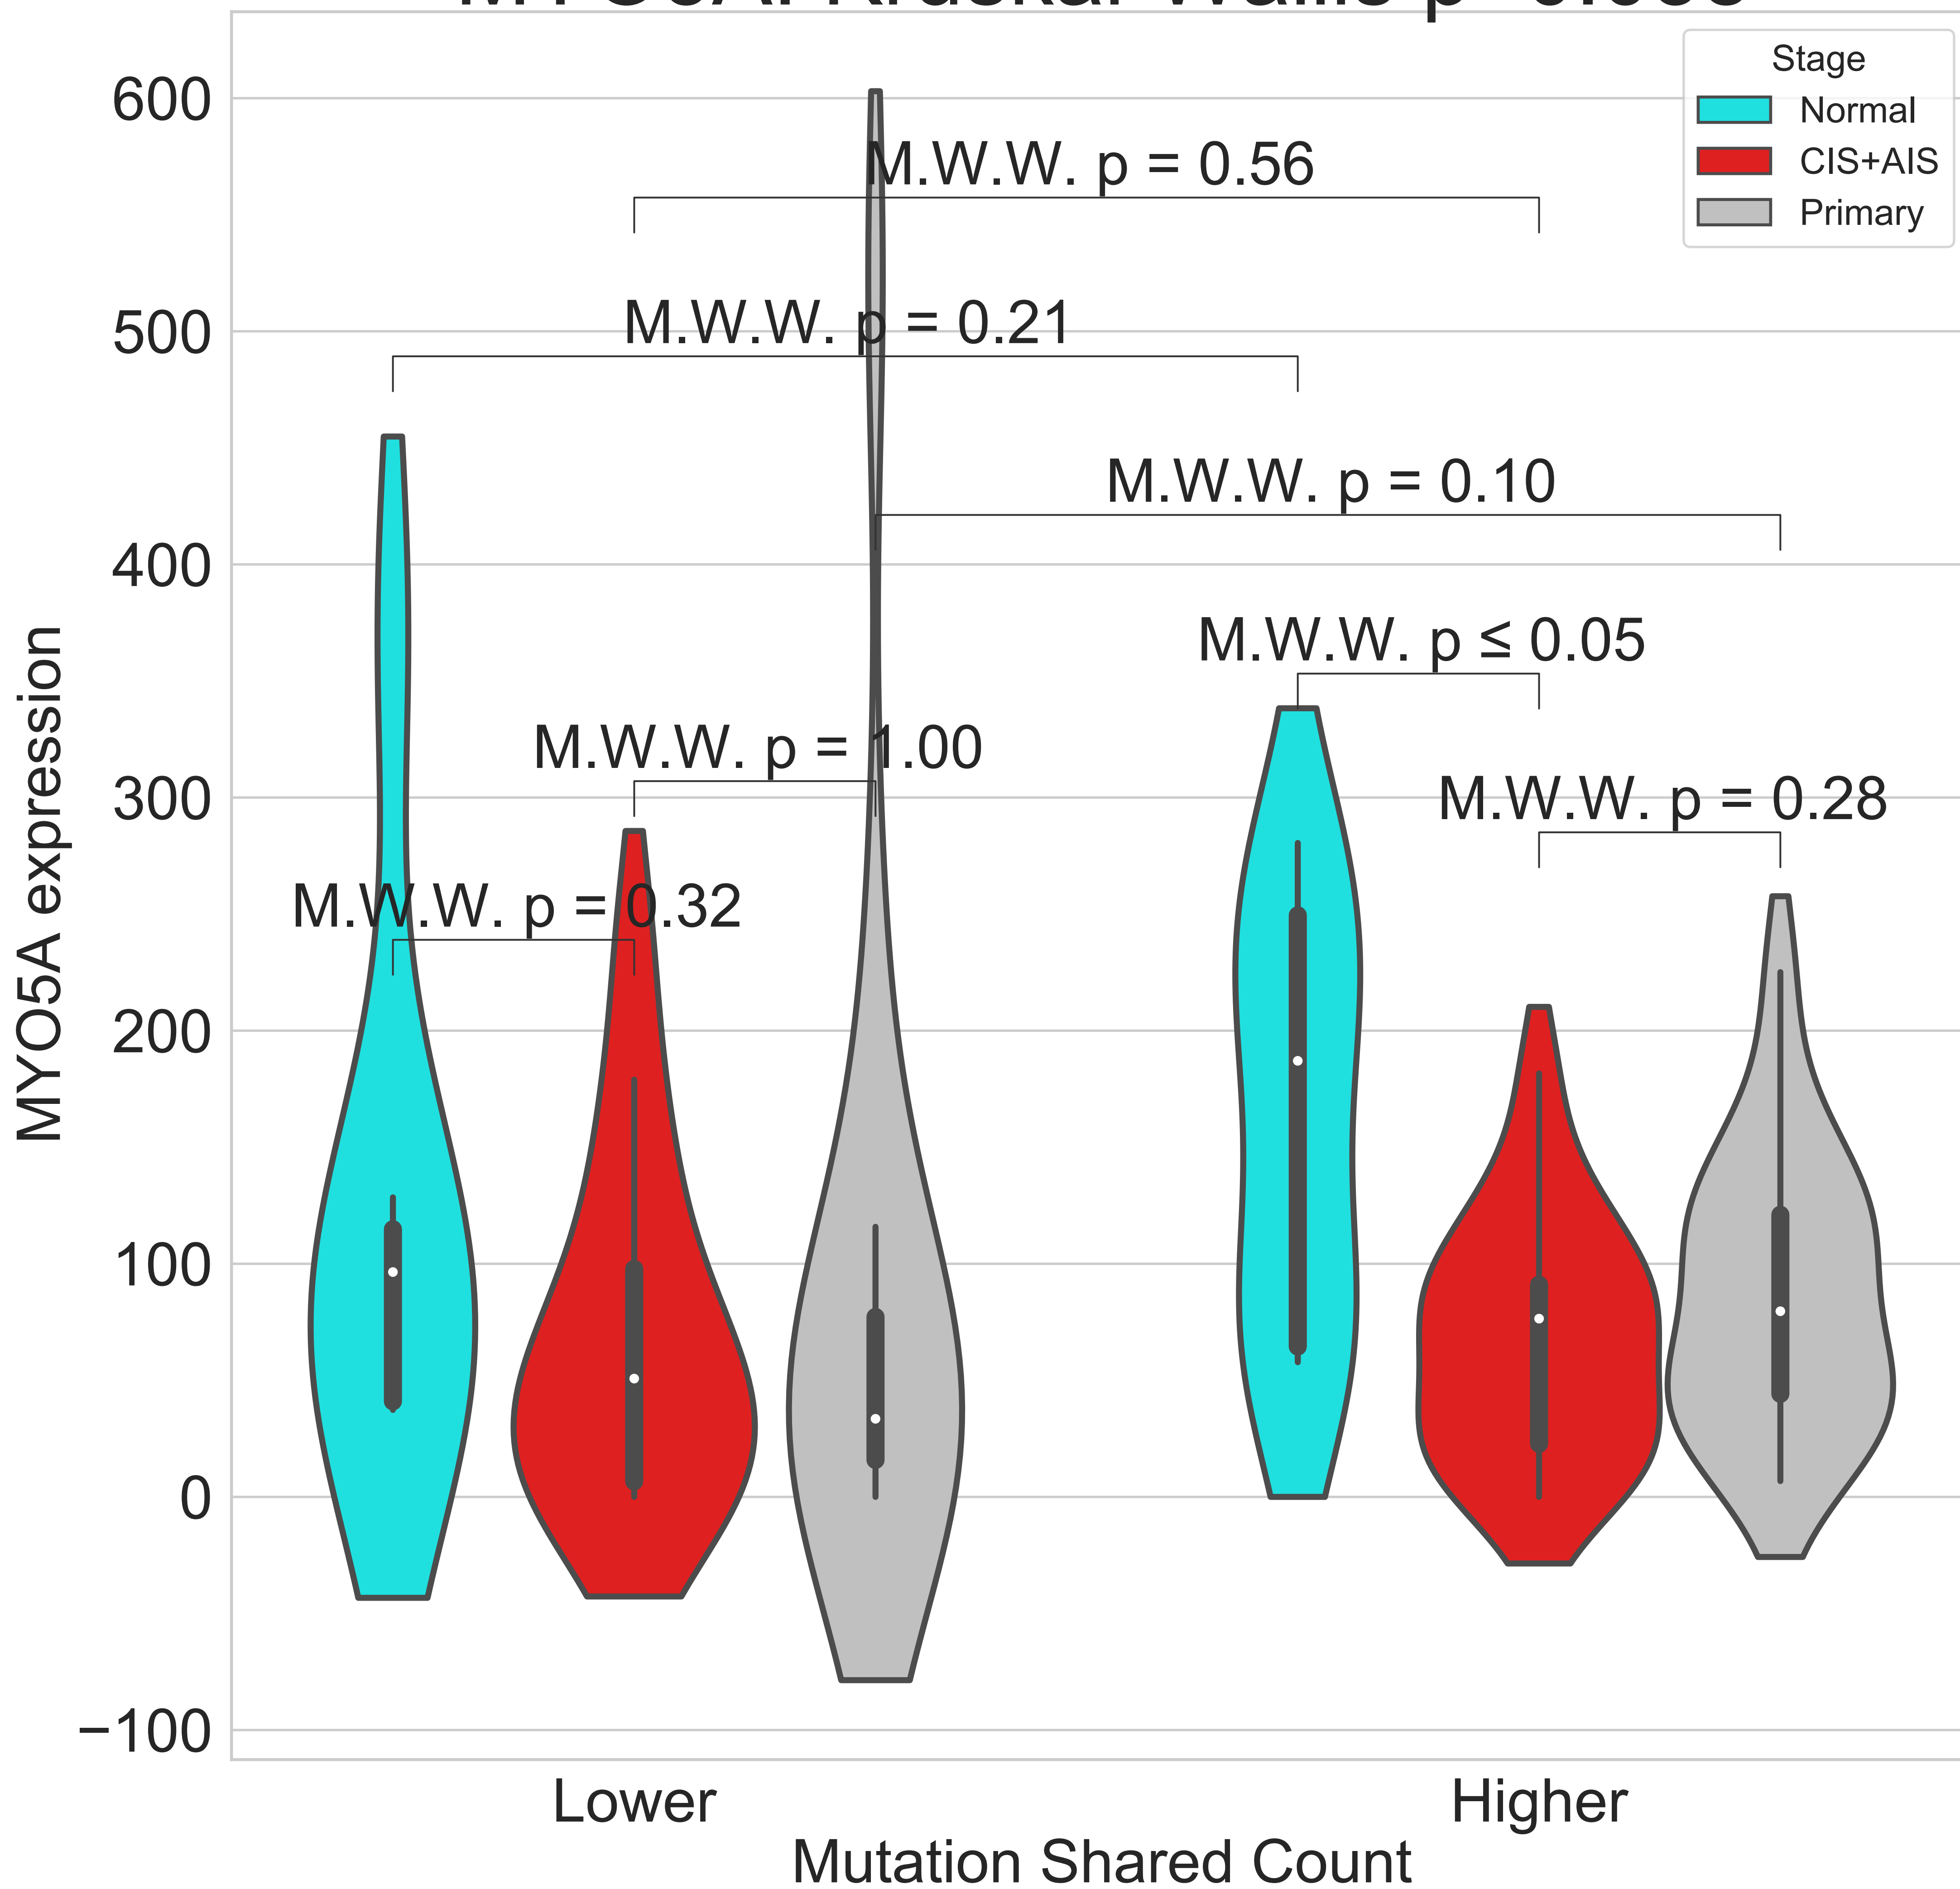 Stage
Normal
CIS+AIS
Primary
600
500
400
300
200
100
0
−100
MYO5A expression
M.W.W. p = 0.56
M.W.W. p = 0.21
M.W.W. p = 0.10
M.W.W. p ≤ 0.05
M.W.W. p = 1.00
M.W.W. p = 0.28
M.W.W. p = 0.32
Lower
Higher
Mutation Shared Count